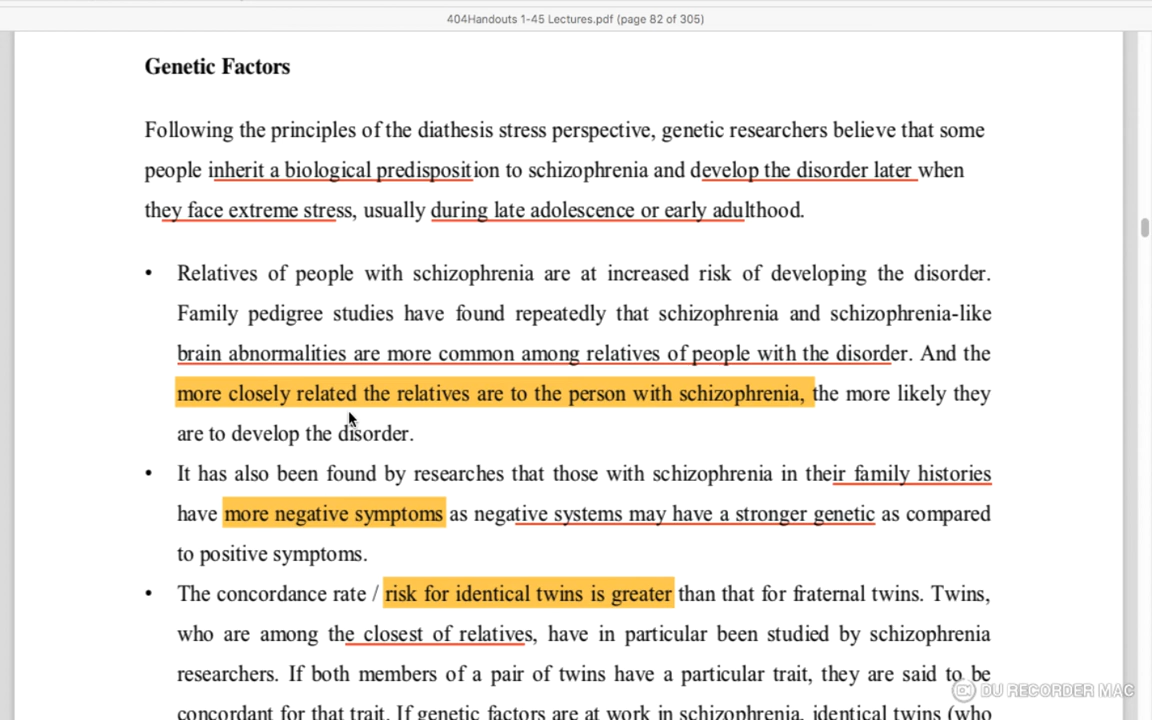 404Handouts 1-45 Lectures.pdf (page 82 of 305)
Genetic Factors
Following the principles of the diathesis stress perspective, genetic researchers believe that some
people inherit a biological predisposition to schizophrenia and develop the disorder later when
they face extreme stress, usually during late adolescence or early adulthood.
• Relatives of people with schizophrenia are at increased risk of developing the disorder.
Family pedigree studies have found repeatedly that schizophrenia and schizophrenia-like
brain abnormalities are more common among relatives of people with the disorder. And the
more closely related the relatives are to the person with schizophrenia, the more likely they
are to develop the disorder.
• It has also been found by researches that those with schizophrenia in their family histories
have more negative symptoms as negative systems may have a stronger genetic as compared
to positive symptoms.
• The concordance rate / risk for identical twins is greater than that for fraternal twins. Twins,
who are among the closest of relatives, have in particular been studied by schizophrenia
researchers. If both members of a pair of twins have a particular trait, they are said to be
concordant for that trait. If genetic factors are at work in schizophrenia, identical twins (who
DU RECORDER MAC